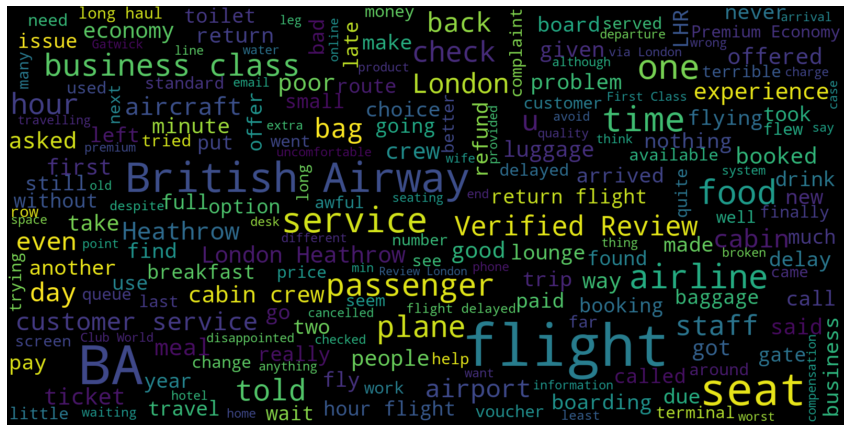 long haul
need
economy
toilet
leg
money
board
served
departure
never
arrival
wrong
issue
Gatwick
return
bad
online
late
back
make
check
complaint
given
via London
although
LHR
Premium Economy
offered
terrible
charge
many
line
water
email
product
business class
London
one
problem
First Class
case
hour
used
standard
poor
route
experience
travelling
next
aircraft
offer
small
choice
better
customer
avoid
time
flying
took
asked
left
minute
bag
going
u
quality
think
flew
say
premium
tried
put
extra
went
crew
refund
provided
luggage
nothing
available
booked
first
uncomfortable
wife
delayed
system
still
old
British Airway
long
seating
arrived
food
drink
without
despite
full
option
awful
end
return flight
quite
well
new
row
space
take
Heathrow
desk
service
Verified Review
finally
even
point
find
London Heathrow
different
number
see
good
lounge
thing
found
made
cabin
much
another
breakfast
price
min
Review London
phone
trip
way
airline
broken
came
delay
trying
day
use
cabin crew
seem
passenger
paid
booking
baggage
call
queue
last
go
cancelled
flight delayed
far
customer service
two
plane
flight
staff
said
screen
Club World
disappointed
checked
got
gate
pay
BA
meal
change
really
anything
people
help
want
called
around
year
told
fly
work
airport
information
due
seat
compensation
business
ticket
hotel
little
waiting
travel
home
wait
hour flight
voucher
boarding
least
terminal
worst